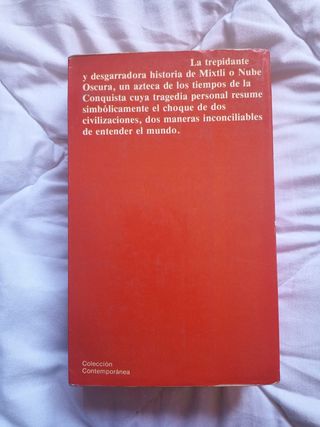 La trepidante
y desgarradora historia de Mixtli o Nube
Oscura, un azteca de los tiempos de la
Conquista cuya tragedia personal resume
simbólicamente el choque de dos
civilizaciones, dos maneras inconciliables
de entender el mundo.
Colección
Contemporánea